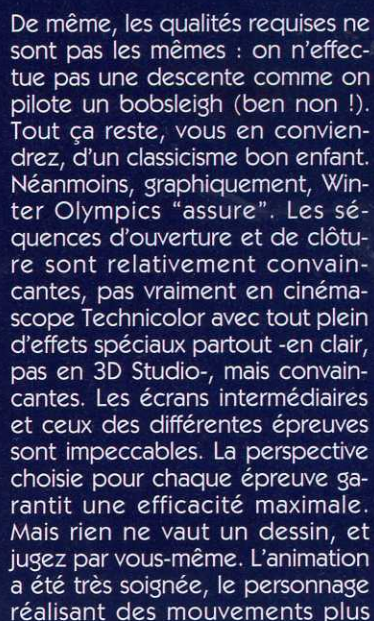 De même, les qualités requises ne
sont pas les mêmes : on n'effec-
tue pas une descente comme on
pilote un bobsleigh (ben non !).
Tout ça reste, vous en convien-
drez, d'un classicisme bon enfant.
Néanmoins, graphiquement, Win-
ter Olympics “assure”. Les sé-
quences d'ouverture et de clôtu-
re sont relativement convain-
cantes, pas vraiment en cinéma-
scope Technicolor avec tout plein
d'effets spéciaux partout -en clair,
pas en 3D Studio-, mais convain-
cantes. Les écrans intermédiaires
et ceux des différentes épreuves
sont impeccables. La perspective
choisie pour chaque épreuve ga-
rantit une efficacité maximale.
Mais rien ne vaut un dessin, et
jugez par vous-même. L'animation
a été très soignée, le personnage
réalisant des mouvements plus